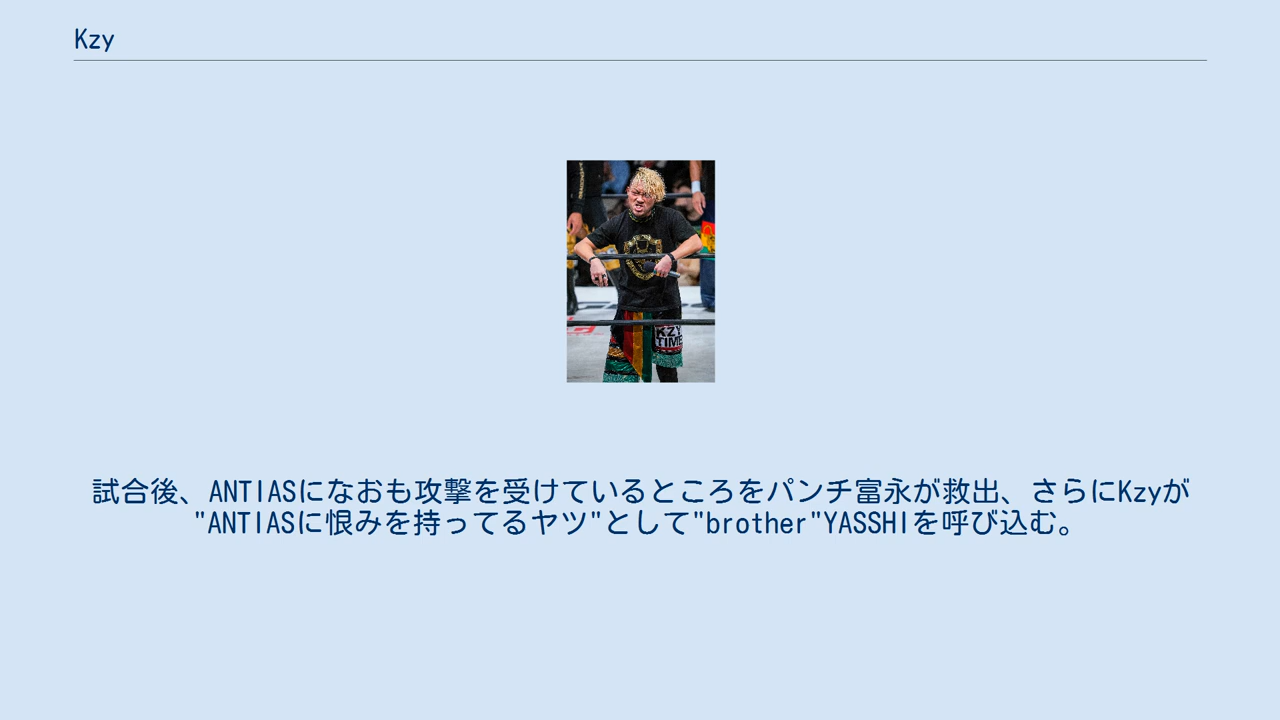 Kzy
KZY
TIME
試合後、ANTIASになおも攻撃を受けているところをパンチ富永が救出、さらにKzyが
"ANTIASに恨みを持ってるヤツ"として"brother"YASSHIを呼び込む。